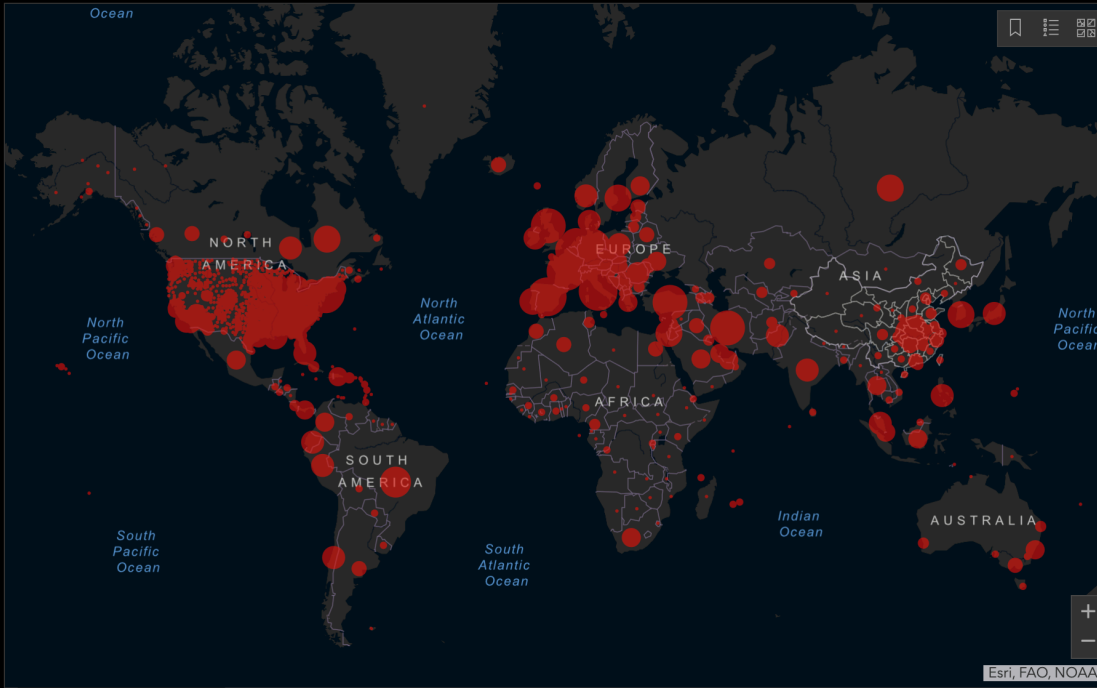 Ocean
NORTH
AMERICA
EUROPE
ASIA
North
Atlantic
Ocean
North
Pacific
Ocean
North
Pacific
Ocean
AFRICA
SOUTH
AMERICA
South
Pacific
Ocean
South
Atlantic
Ocean
Indian
Ocean
AUSTRALIA
+
−
Esri, FAO, NOAA